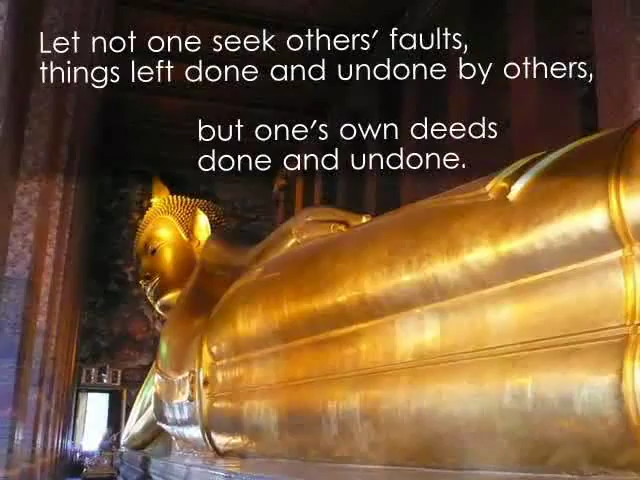 Let not one seek others' faults,
things left done and undone by others,
but one's own deeds
done and undone.